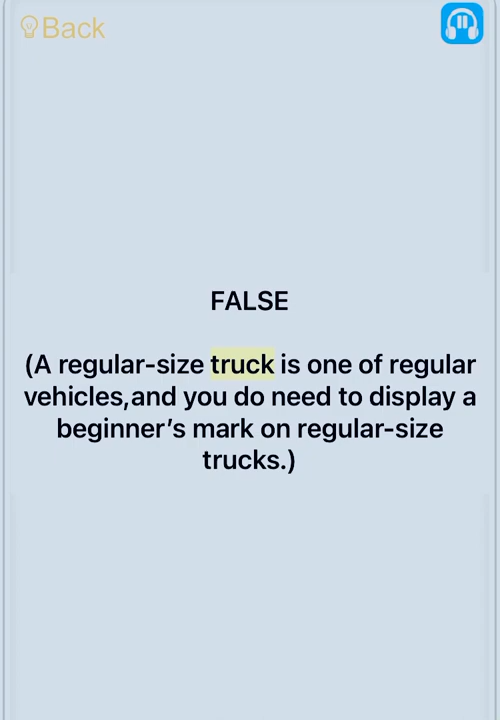 Back
FALSE
(A regular-size truck is one of regular
vehicles,and you do need to display a
beginner's mark on regular-size
trucks.)